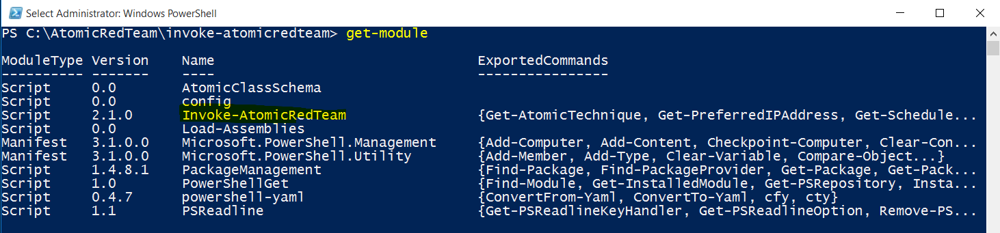 Select Administrator: Windows PowerShell
PS C:\AtomicRedTeam\invoke-atomicredteam> get-module
ModuleType Version    Name                                ExportedCommands
---------- -------    ----                                ----------------
Script     0.0        AtomicClassSchema
Script     0.0        config
Script     2.1.0      Invoke-AtomicRedTeam                {Get-AtomicTechnique, Get-PreferredIPAddress, Get-Schedule...
Script     0.0        Load-Assemblies
Manifest   3.1.0.0    Microsoft.PowerShell.Management     {Add-Computer, Add-Content, Checkpoint-Computer, Clear-Con...
Manifest   3.1.0.0    Microsoft.PowerShell.Utility        {Add-Member, Add-Type, Clear-Variable, Compare-Object...}
Script     1.4.8.1    PackageManagement                   {Find-Package, Find-PackageProvider, Get-Package, Get-Pack...
Script     1.0        PowerShellGet                       {Find-Module, Get-InstalledModule, Get-PSRepository, Insta...
Script     0.4.7      powershell-yaml                     {ConvertFrom-Yaml, ConvertTo-Yaml, cfy, cty}
Script     1.1        PSReadline                          {Get-PSReadlineKeyHandler, Get-PSReadlineOption, Remove-PS...